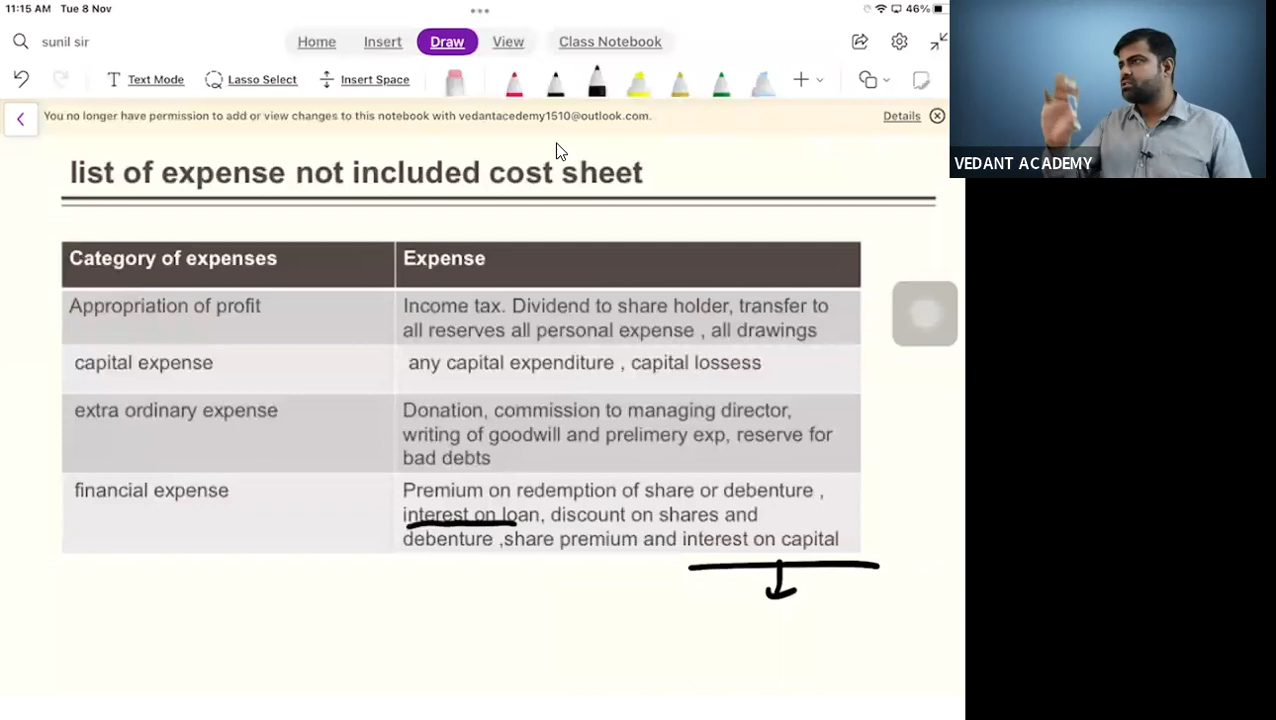 11:15 AM Tue 8 Nov
46%
sunil sir
Home Insert Draw View Class Notebook
Text Mode Lasso Select Insert Space
You no longer have permission to add or view changes to this notebook with vedantacedemy1510@outlook.com.
Details
VEDANT ACADEMY
list of expense not included cost sheet
Category of expenses Expense
Appropriation of profit Income tax. Dividend to share holder, transfer to
all reserves all personal expense , all drawings
capital expense any capital expenditure , capital lossess
extra ordinary expense Donation, commission to managing director,
writing of goodwill and prelimery exp, reserve for
bad debts
financial expense Premium on redemption of share or debenture ,
interest on loan, discount on shares and
debenture ,share premium and interest on capital